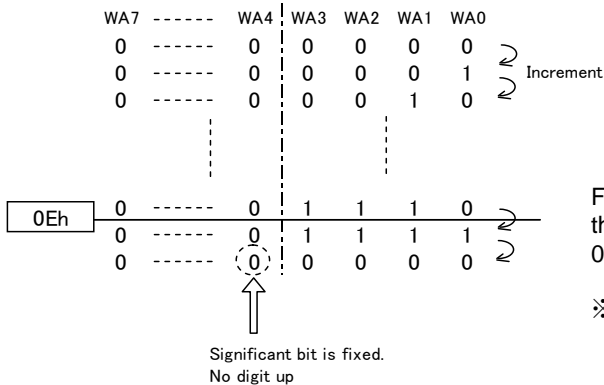 WA7 ------ WA4 WA3 WA2 WA1 WA0
0 ------ 0 0 0 0 0
0 ------ 0 0 0 0 1
Increment
0 ------ 0 0 0 1 0
0Eh
0 ------ 0 1 1 1 0
0 ------ 0 1 1 1 1
0 ------ 0 0 0 0 0
F
th
0
※
Significant bit is fixed.
No digit up